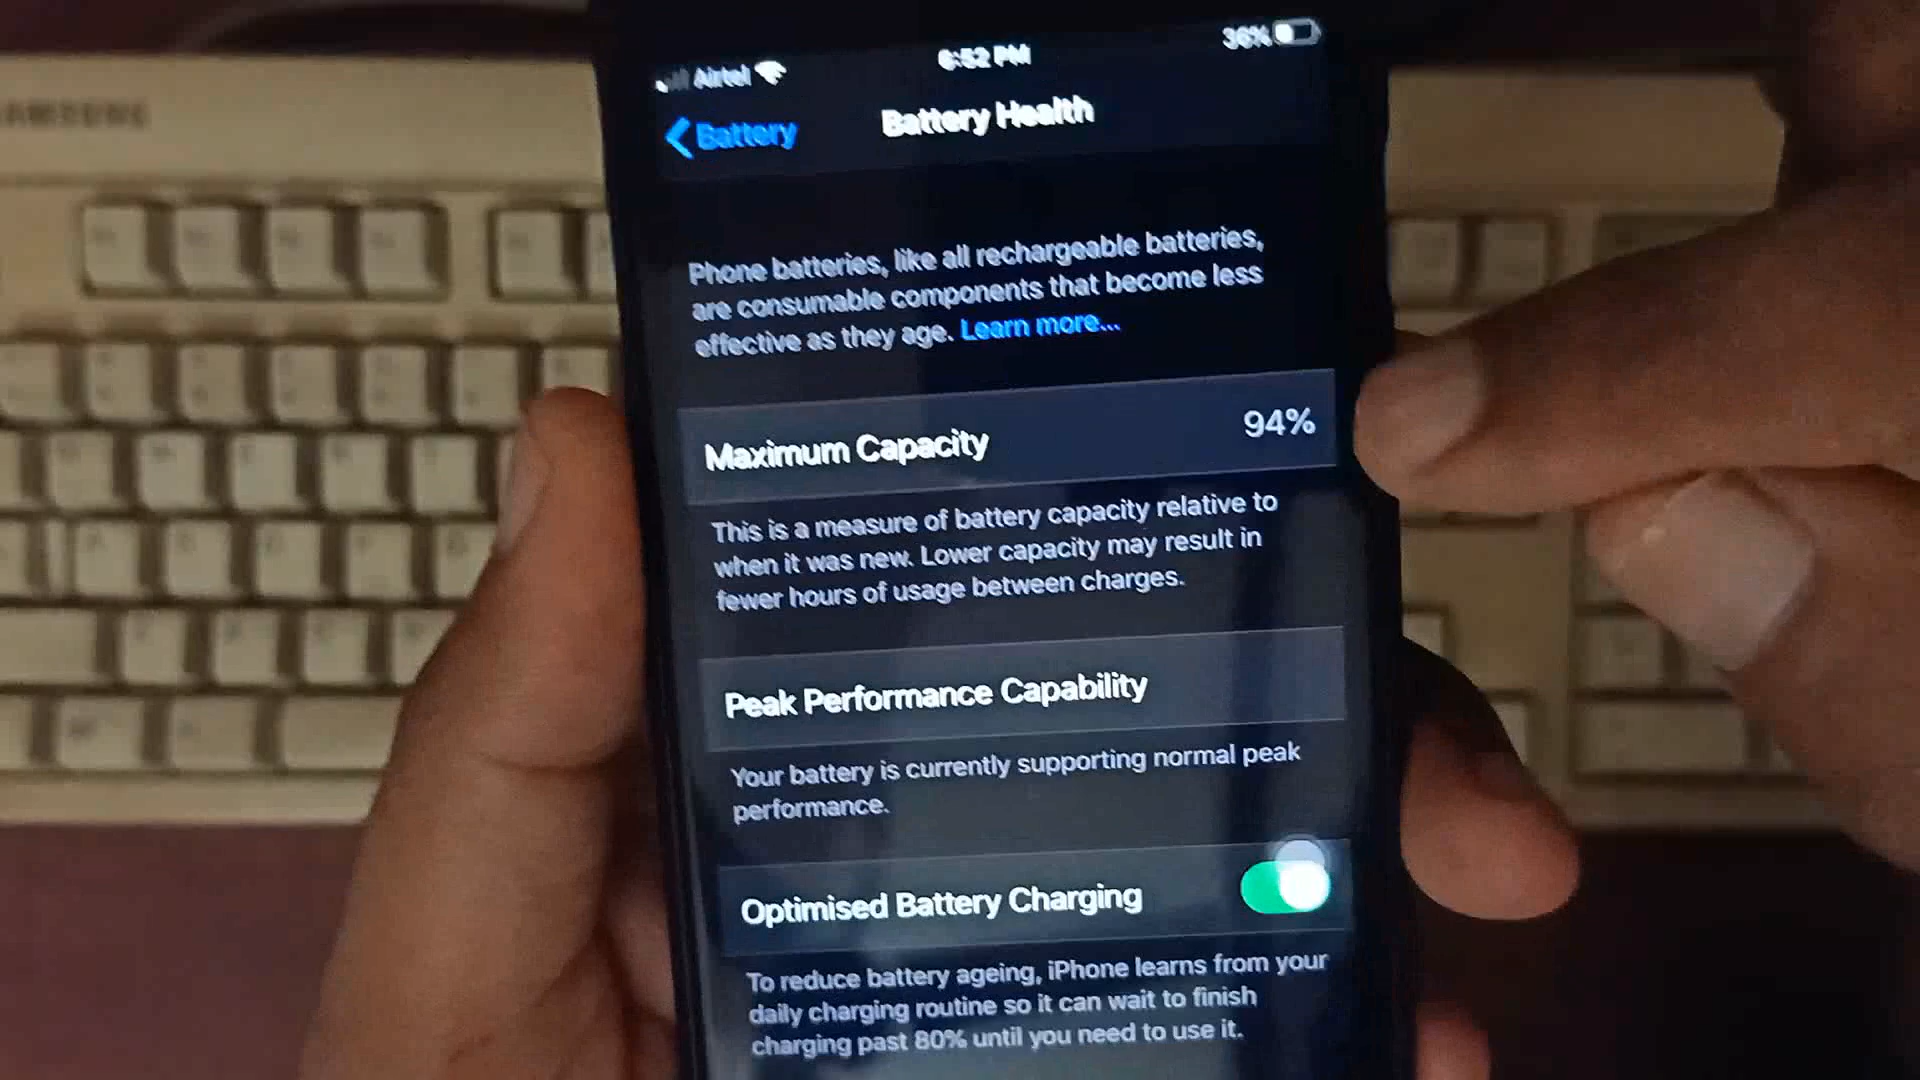 Airtel 6:52 PM 36%
SAMSUNG
Battery Battery Health
Phone batteries, like all rechargeable batteries,
are consumable components that become less
effective as they age. Learn more...
Maximum Capacity 94%
This is a measure of battery capacity relative to
when it was new. Lower capacity may result in
fewer hours of usage between charges.
Peak Performance Capability
Your battery is currently supporting normal peak
performance.
Optimised Battery Charging
To reduce battery ageing, iPhone learns from your
daily charging routine so it can wait to finish
charging past 80% until you need to use it.